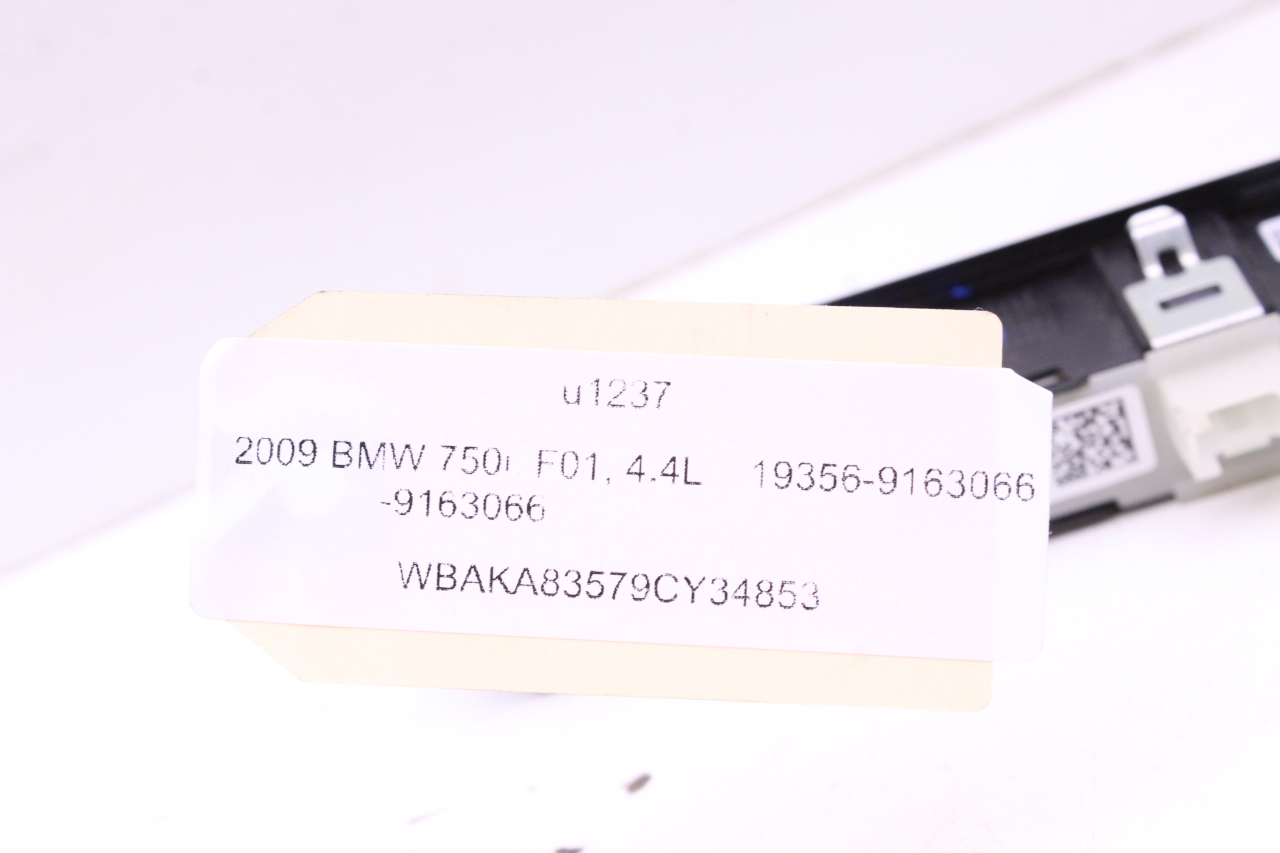 u1237
2009 BMW 750i F01, 4.4L 19356-9163066
-9163066
WBAKA83579CY34853